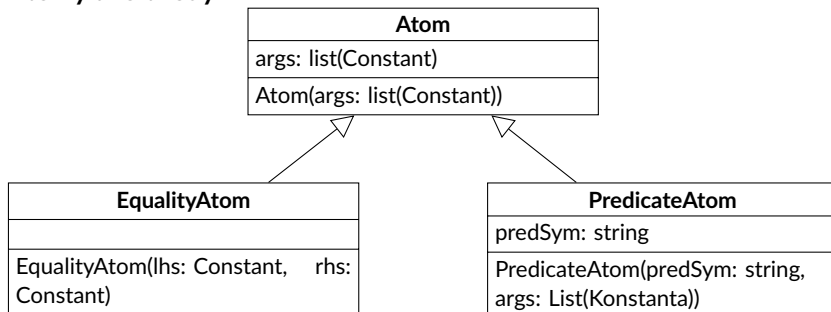 Atom
args: list(Constant)
Atom(args: list(Constant))
EqualityAtom
EqualityAtom(lhs: Constant, rhs:
Constant)
PredicateAtom
predSym: string
PredicateAtom(predSym: string,
args: List(Konstanta))